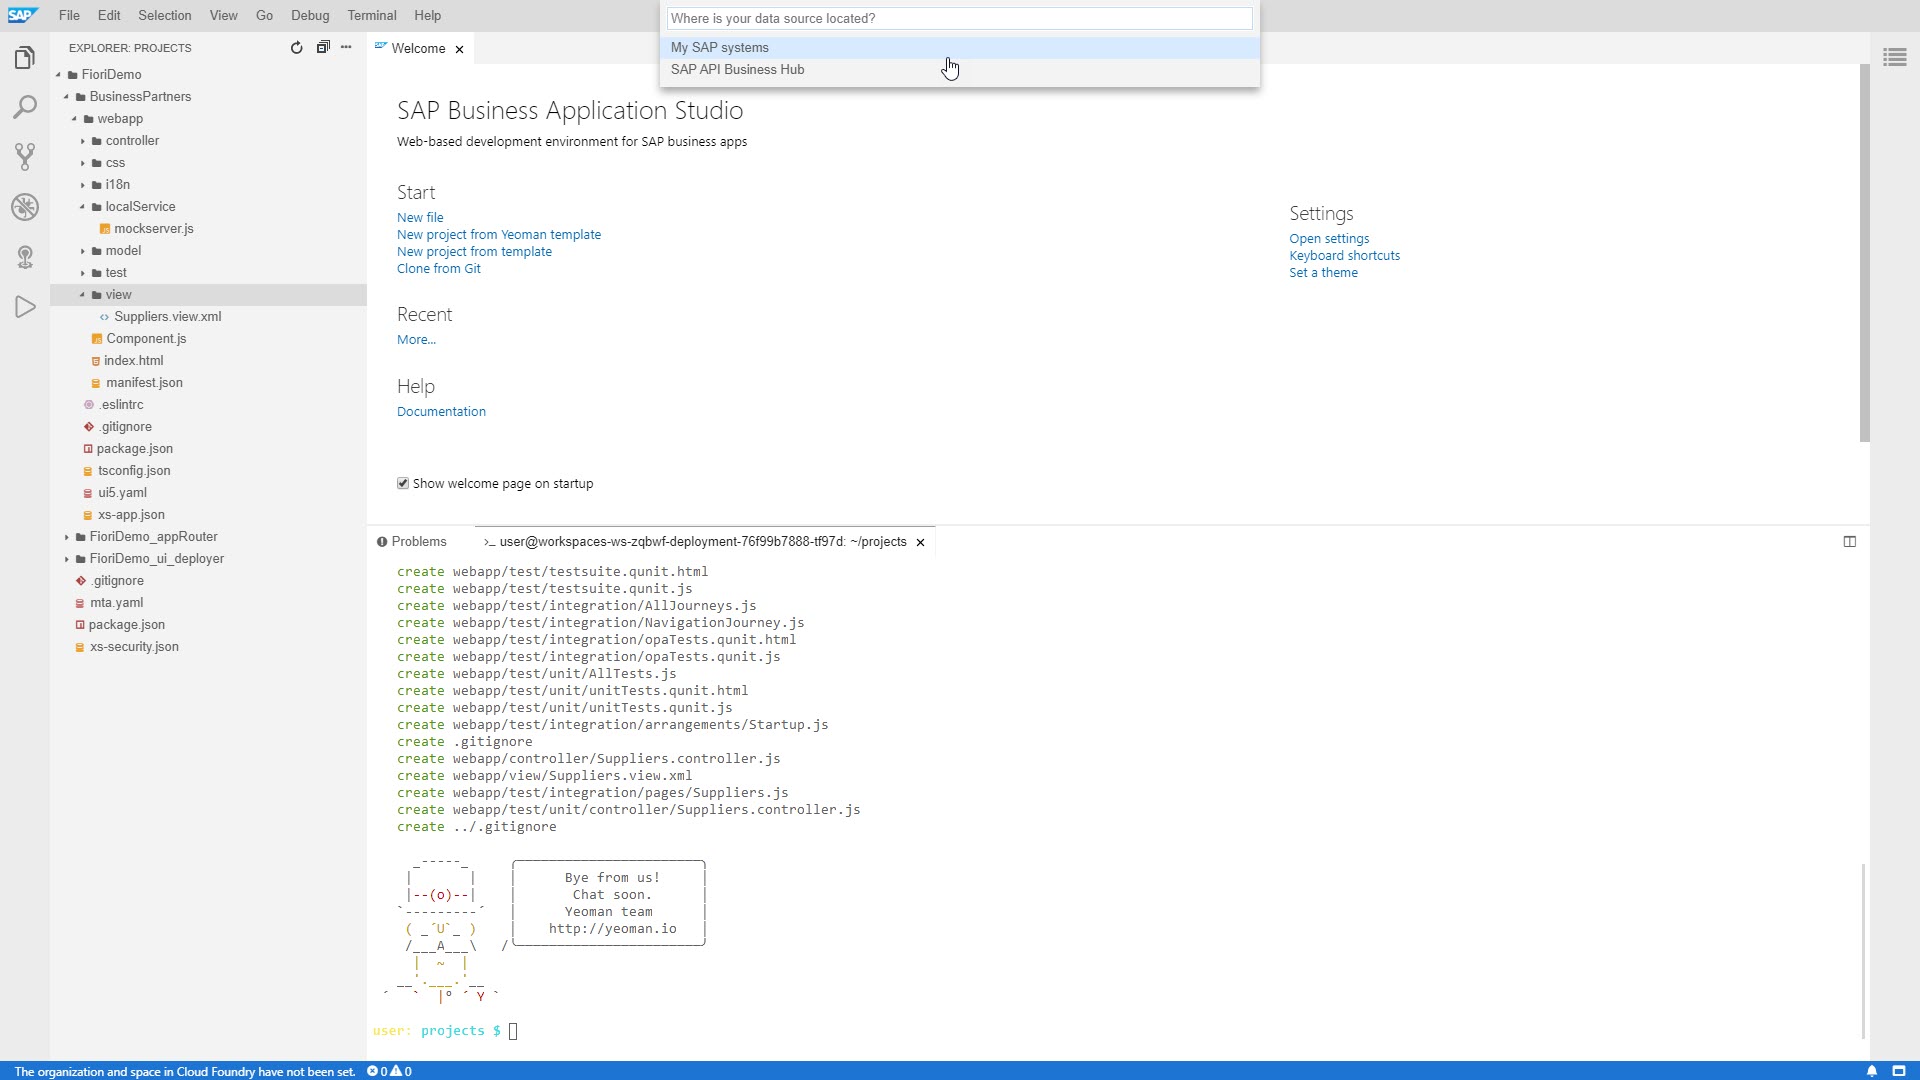 SAP File Edit Selection View Go Debug Terminal Help
Where is your data source located?
My SAP systems
SAP API Business Hub
EXPLORER: PROJECTS
FioriDemo
BusinessPartners
webapp
controller
css
i18n
localService
mockserver.js
model
test
view
Suppliers.view.xml
Component.js
index.html
manifest.json
.eslintrc
.gitignore
package.json
tsconfig.json
ui5.yaml
xs-app.json
FioriDemo_appRouter
FioriDemo_ui_deployer
.gitignore
mta.yaml
package.json
xs-security.json
Welcome
SAP Business Application Studio
Web-based development environment for SAP business apps
Start
New file
New project from Yeoman template
New project from template
Clone from Git
Recent
More...
Help
Documentation
Settings
Open settings
Keyboard shortcuts
Set a theme
Show welcome page on startup
Problems
>_ user@workspaces-ws-zqbwf-deployment-76f99b7888-tf97d: ~/projects
create webapp/test/testsuite.qunit.html
create webapp/test/testsuite.qunit.js
create webapp/test/integration/AllJourneys.js
create webapp/test/integration/NavigationJourney.js
create webapp/test/integration/opaTests.qunit.html
create webapp/test/integration/opaTests.qunit.js
create webapp/test/unit/AllTests.js
create webapp/test/unit/unitTests.qunit.html
create webapp/test/unit/unitTests.qunit.js
create webapp/test/integration/arrangements/Startup.js
create .gitignore
create webapp/controller/Suppliers.controller.js
create webapp/view/Suppliers.view.xml
create webapp/test/integration/pages/Suppliers.js
create webapp/test/unit/controller/Suppliers.controller.js
create ../.gitignore
Bye from us!
Chat soon.
Yeoman team
http://yeoman.io
user: projects $
The organization and space in Cloud Foundry have not been set. 0 0